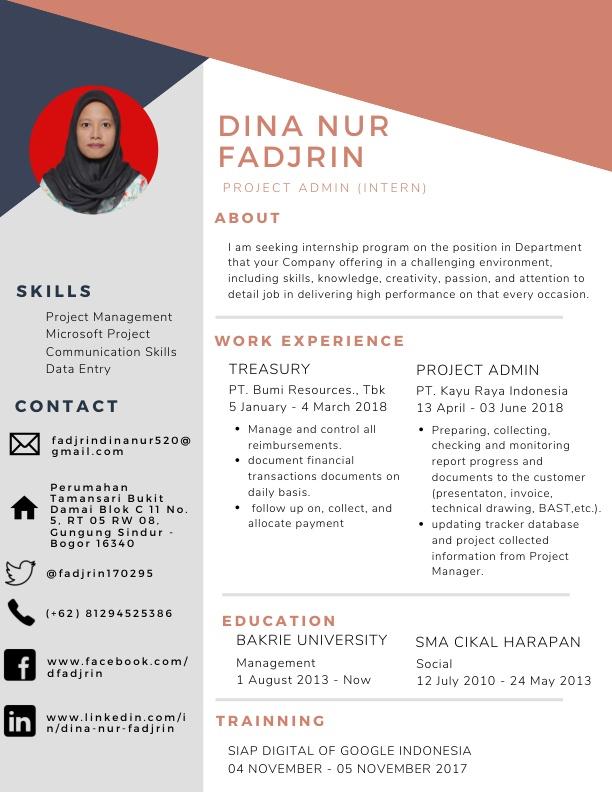 DINA NUR
FADJRIN
PROJECT ADMIN (INTERN)
ABOUT
I am seeking internship program on the position in Department
that your Company offering in a challenging environment,
including skills, knowledge, creativity, passion, and attention to
detail job in delivering high performance on that every occasion.
SKILLS
Project Management
Microsoft Project
Communication Skills
Data Entry
CONTACT
fadjrindinanur520@
gmail.com
Perumahan
Tamansari Bukit
Damai Blok C 11 No.
5, RT 05 RW 08,
Gungung Sindur -
Bogor 16340
@fadjrin170295
(+62) 81294525386
www.facebook.com/
dfadjrin
www.linkedin.com/i
n/dina-nur-fadjrin
WORK EXPERIENCE
TREASURY
PT. Bumi Resources., Tbk
5 January - 4 March 2018
• Manage and control all
reimbursements.
• document financial
transactions documents on
daily basis.
• follow up on, collect, and
allocate payment
PROJECT ADMIN
PT. Kayu Raya Indonesia
13 April - 03 June 2018
• Preparing, collecting,
checking and monitoring
report progress and
documents to the customer
(presentaton, invoice,
technical drawing, BAST,etc.).
• updating tracker database
and project collected
information from Project
Manager.
EDUCATION
BAKRIE UNIVERSITY
Management
1 August 2013 - Now
SMA CIKAL HARAPAN
Social
12 July 2010 - 24 May 2013
TRAINNING
SIAP DIGITAL OF GOOGLE INDONESIA
04 NOVEMBER - 05 NOVEMBER 2017